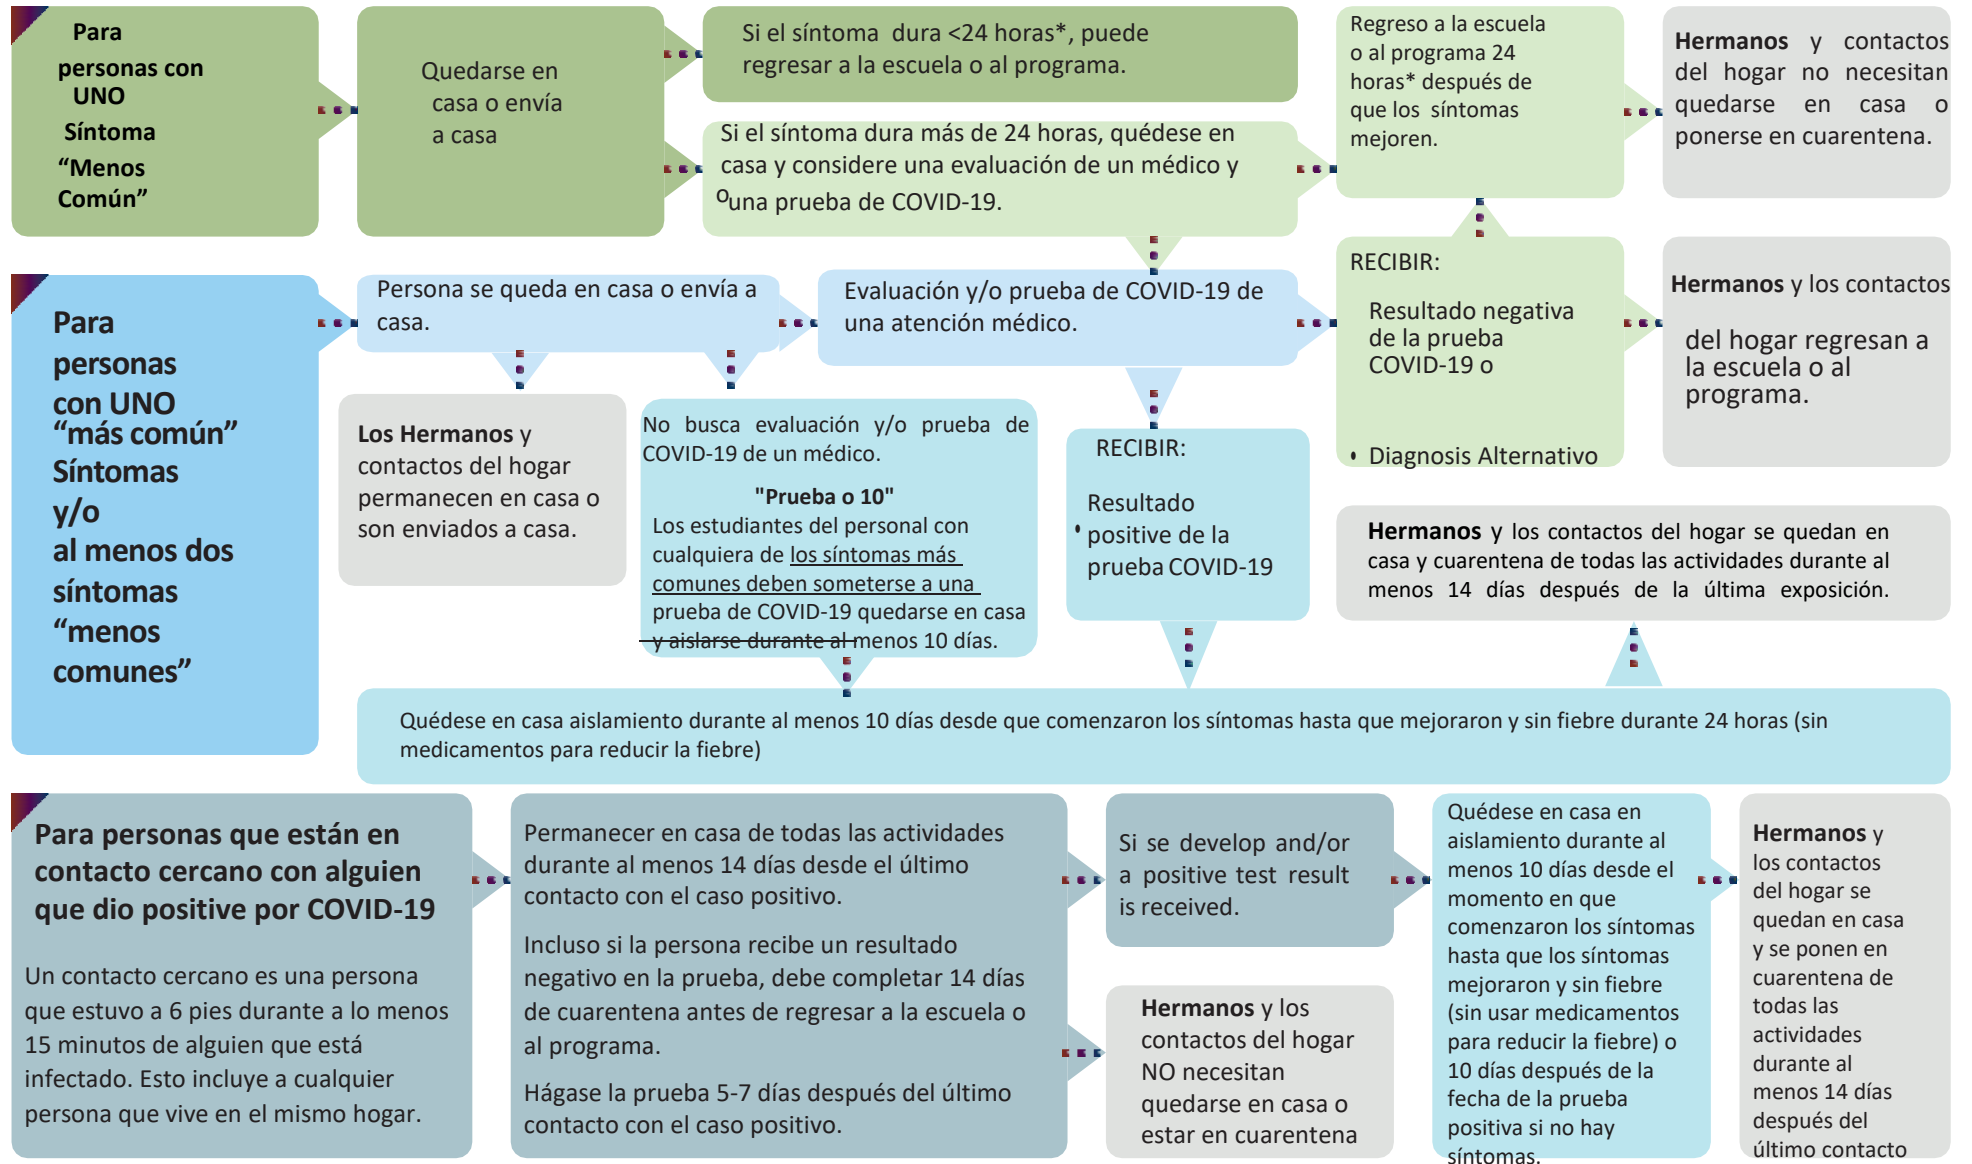 Para
personas con
UNO
Síntoma
“Menos
Común”
Quedarse en
casa o envía
a casa
Si el síntoma dura <24 horas*, puede
regresar a la escuela o al programa.
Si el síntoma dura más de 24 horas, quédese en
casa y considere una evaluación de un médico y
o una prueba de COVID-19.
Regreso a la escuela
o al programa 24
horas* después de
que los síntomas
mejoren.
Hermanos y contactos
del hogar no necesitan
quedarse en casa o
ponerse en cuarentena.
Para
personas
con UNO
“más común”
Síntomas
y/o
al menos dos
síntomas
“menos
comunes”
Persona se queda en casa o envía a
casa.
Evaluación y/o prueba de COVID-19 de
una atención médico.
RECIBIR:
Resultado negativa
de la prueba
COVID-19 o
• Diagnosis Alternativo
Hermanos y los contactos
del hogar regresan a
la escuela o al
programa.
Los Hermanos y
contactos del hogar
permanecen en casa o
son enviados a casa.
No busca evaluación y/o prueba de
COVID-19 de un médico.
"Prueba o 10"
Los estudiantes del personal con
cualquiera de los síntomas más
comunes deben someterse a una
prueba de COVID-19 quedarse en casa
y aislarse durante al menos 10 días.
RECIBIR:
Resultado
• positive de la
prueba COVID-19
Hermanos y los contactos del hogar se quedan en
casa y cuarentena de todas las actividades durante al
menos 14 días después de la última exposición.
Quédese en casa aislamiento durante al menos 10 días desde que comenzaron los síntomas hasta que mejoraron y sin fiebre durante 24 horas (sin
medicamentos para reducir la fiebre)
Para personas que están en
contacto cercano con alguien
que dio positive por COVID-19
Un contacto cercano es una persona
que estuvo a 6 pies durante a lo menos
15 minutos de alguien que está
infectado. Esto incluye a cualquier
persona que vive en el mismo hogar.
Permanecer en casa de todas las actividades
durante al menos 14 días desde el último
contacto con el caso positivo.
Incluso si la persona recibe un resultado
negativo en la prueba, debe completar 14 días
de cuarentena antes de regresar a la escuela o
al programa.
Hágase la prueba 5-7 días después del último
contacto con el caso positivo.
Si se develop and/or
a positive test result
is received.
Hermanos y los
contactos del hogar
NO necesitan
quedarse en casa o
estar en cuarentena
Quédese en casa en
aislamiento durante al
menos 10 días desde el
momento en que
comenzaron los síntomas
hasta que los síntomas
mejoraron y sin fiebre
(sin usar medicamentos
para reducir la fiebre) o
10 días después de la
fecha de la prueba
positiva si no hay
síntomas.
Hermanos y
los contactos
del hogar se
quedan en casa
y se ponen en
cuarentena de
todas las
actividades
durante al
menos 14 días
después del
último contacto